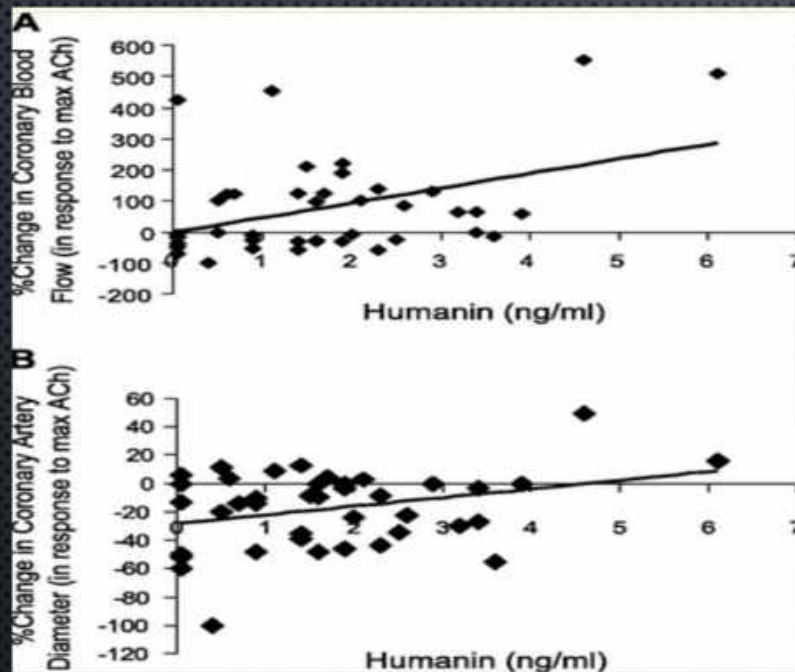 A
%Change in Coronary Blood
Flow (in response to max ACh)
600
500
400
300
200
100
0
-100
-200
0 1 2 3 4 5 6 7
Humanin (ng/ml)
B
%Change in Coronary Artery
Diameter (in response to max ACh)
60
40
20
0
-20
-40
-60
-80
-100
-120
0 1 2 3 4 5 6 7
Humanin (ng/ml)